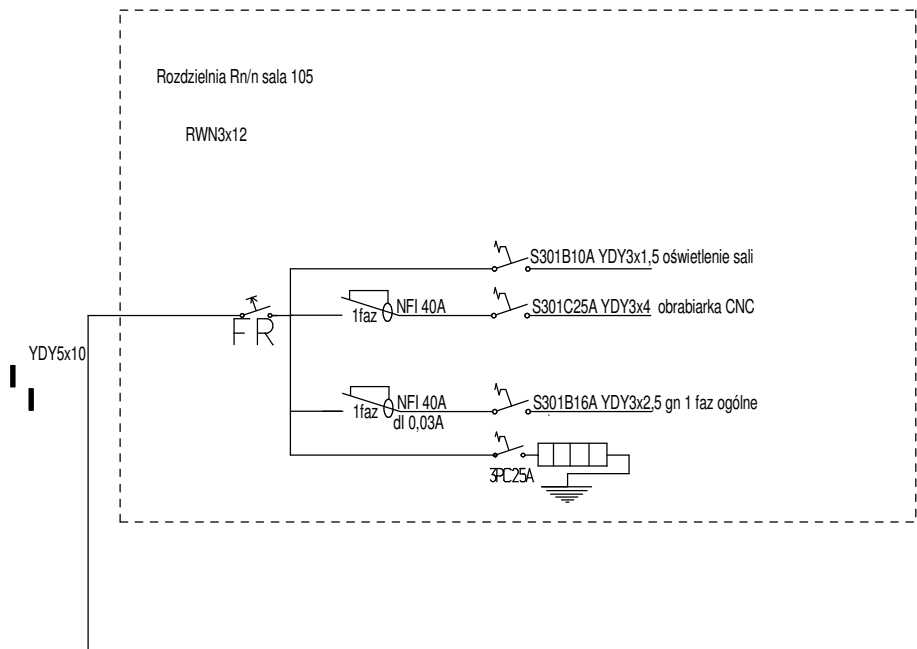 Rozdzielnia Rn/n sala 105
RWN3x12
S301B10A YDY3x1,5 oświetlenie sali
NFI 40A
1faz
S301C25A YDY3x4 obrabiarka CNC
FR
YDY5x10
NFI 40A
1faz
dI 0,03A
S301B16A YDY3x2,5 gn 1 faz ogólne
3PC25A